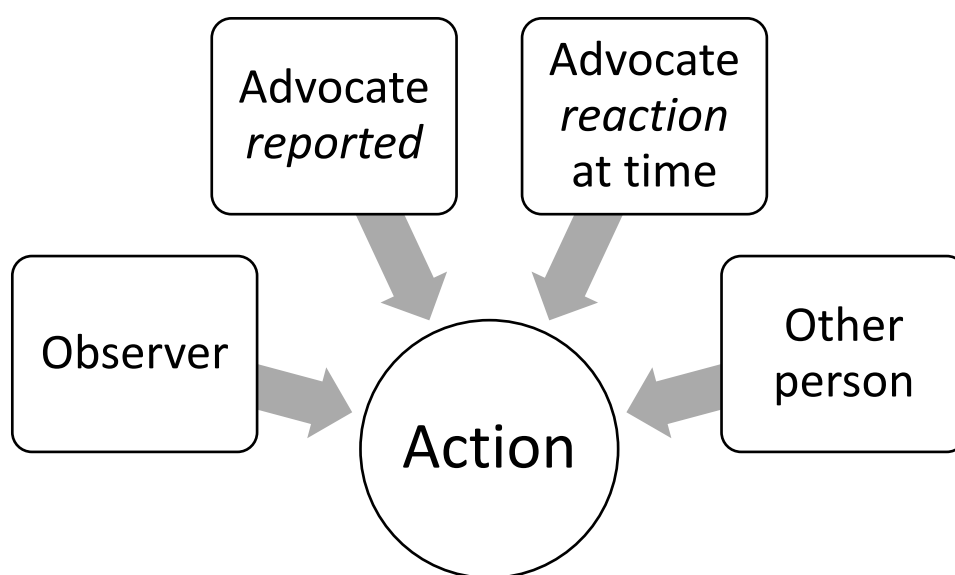 Advocate
reported
Advocate
reaction
at time
Observer
Other
person
Action